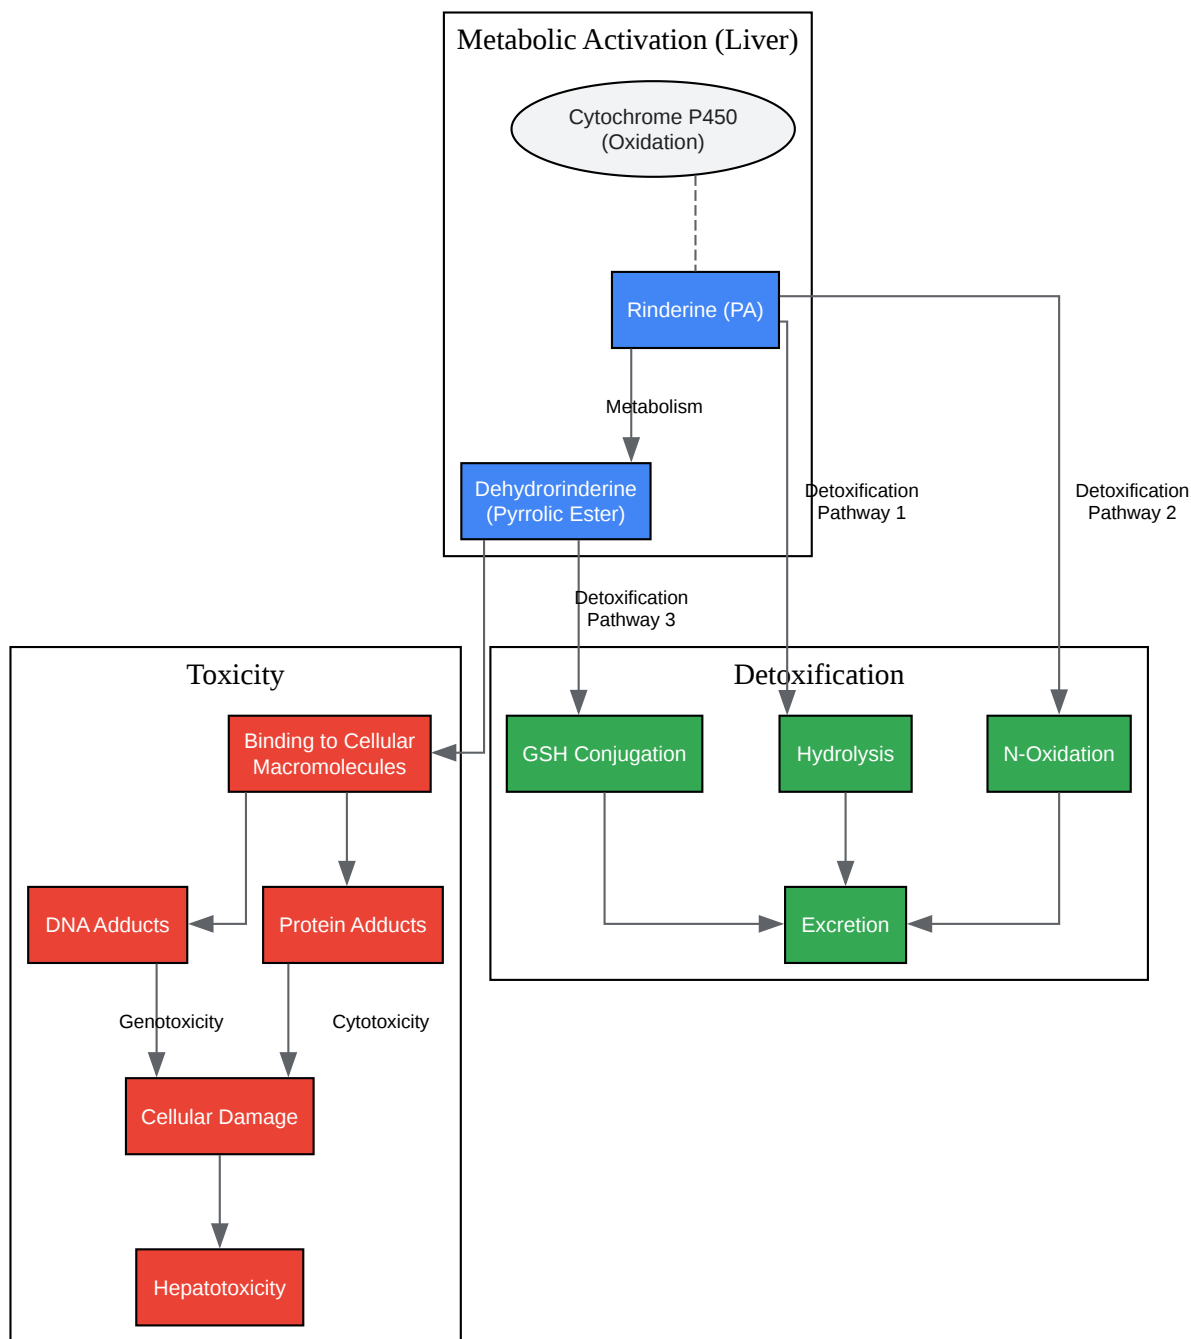 Metabolic Activation (Liver)
Cytochrome P450
(Oxidation)
Rinderine (PA)
Metabolism
Dehydrorinderine
(Pyrrolic Ester)
Detoxification
Pathway 1
Detoxification
Pathway 2
Detoxification
Pathway 3
Toxicity
Detoxification
Binding to Cellular
Macromolecules
GSH Conjugation
Hydrolysis
N-Oxidation
DNA Adducts
Protein Adducts
Excretion
Genotoxicity
Cytotoxicity
Cellular Damage
Hepatotoxicity